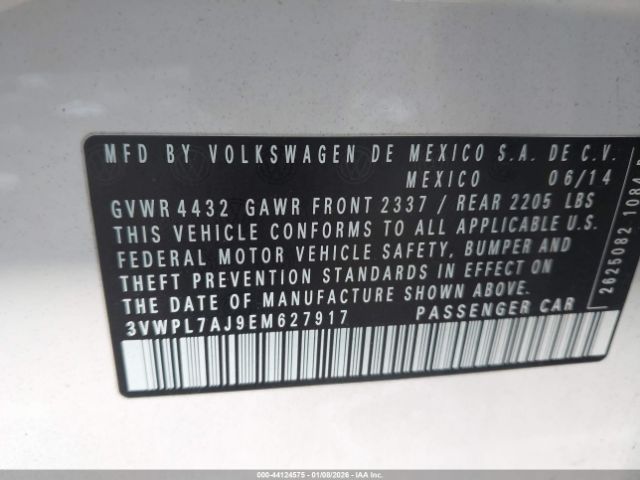 MFD BY VOLKSWAGEN DE MEXICO S.A. DE C.V.
MEXICO 06/14
GVWR 4432 GAWR FRONT 2337 / REAR 2205 LBS
THIS VEHICLE CONFORMS TO ALL APPLICABLE U.S.
FEDERAL MOTOR VEHICLE SAFETY, BUMPER AND
THEFT PREVENTION STANDARDS IN EFFECT ON
THE DATE OF MANUFACTURE SHOWN ABOVE.
3VWPL7AJ9EM627917 PASSENGER CAR
2625082 1084
000-44124575 - 01/08/2026 - IAAI, Inc.